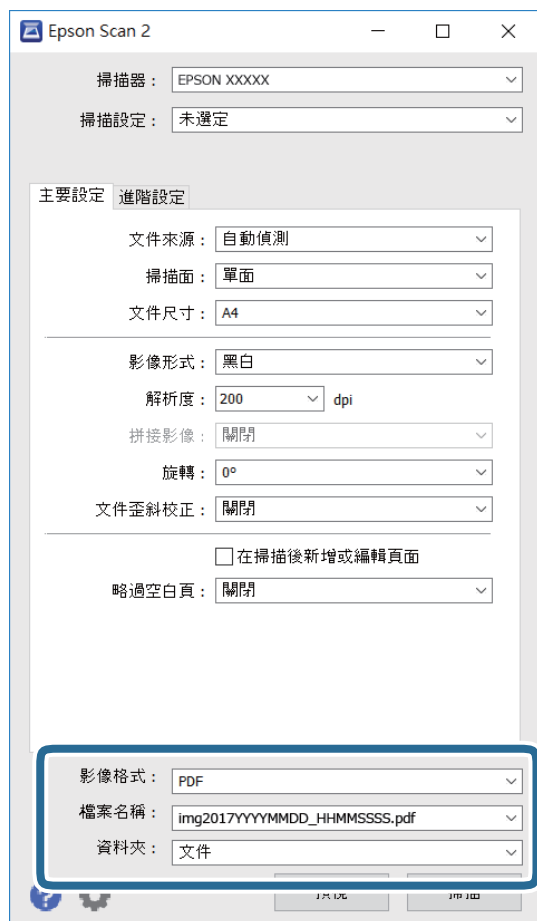 Epson Scan 2
掃描器： EPSON XXXXX
掃描設定： 未選定
主要設定 進階設定
文件來源： 自動偵測
掃描面： 單面
文件尺寸： A4
影像形式： 黑白
解析度： 200 dpi
拼接影像： 關閉
旋轉： 0°
文件歪斜校正： 關閉
在掃描後新增或編輯頁面
略過空白頁： 關閉
影像格式： PDF
檔案名稱： img2017YYYYMMDD_HHMMSSSS.pdf
資料夾： 文件